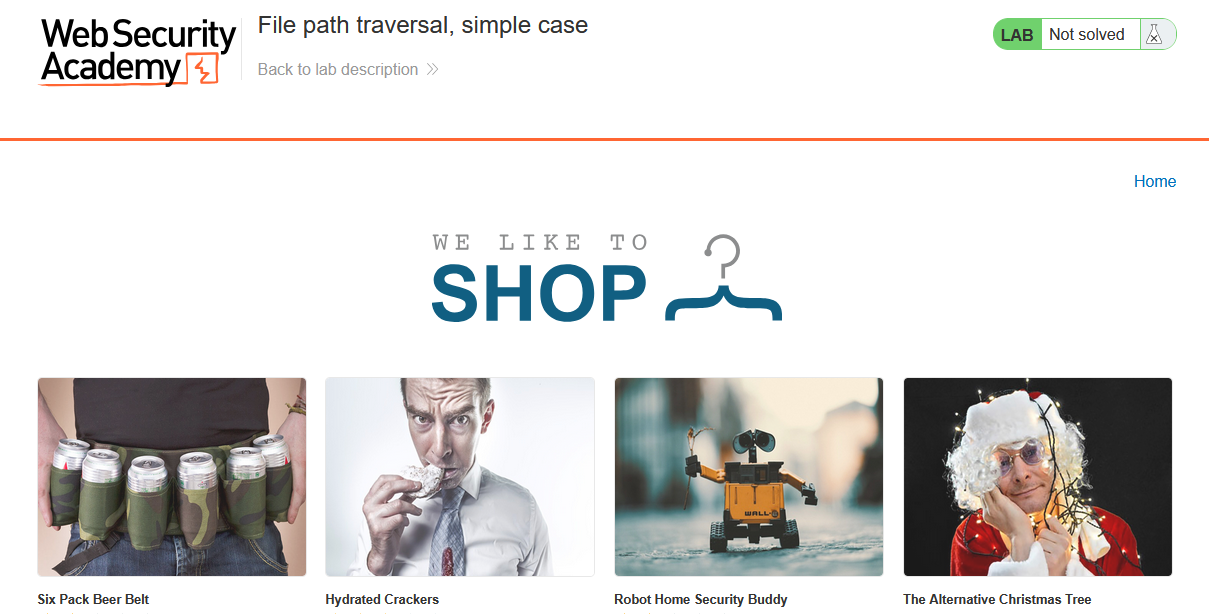 Web Security
Academy
File path traversal, simple case
Back to lab description
LAB
Not solved
Home
WE LIKE TO
SHOP
WALL·E
Six Pack Beer Belt
Hydrated Crackers
Robot Home Security Buddy
The Alternative Christmas Tree